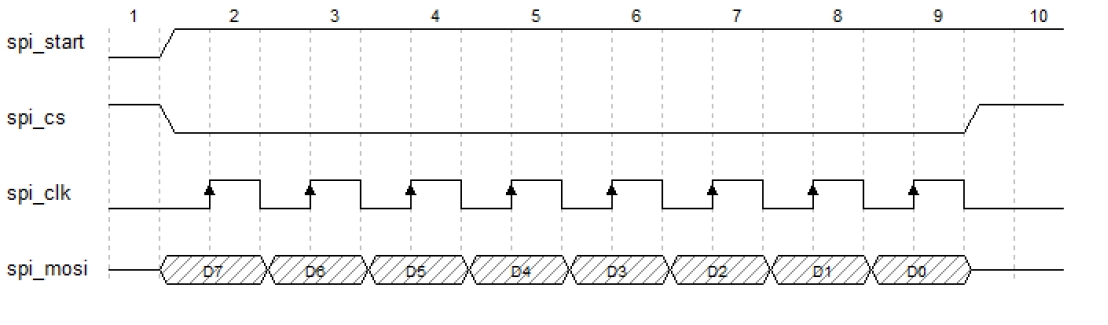 1 2 3 4 5 6 7 8 9 10
spi_start
spi_cs
spi_clk
spi_mosi D7 D6 D5 D4 D3 D2 D1 D0